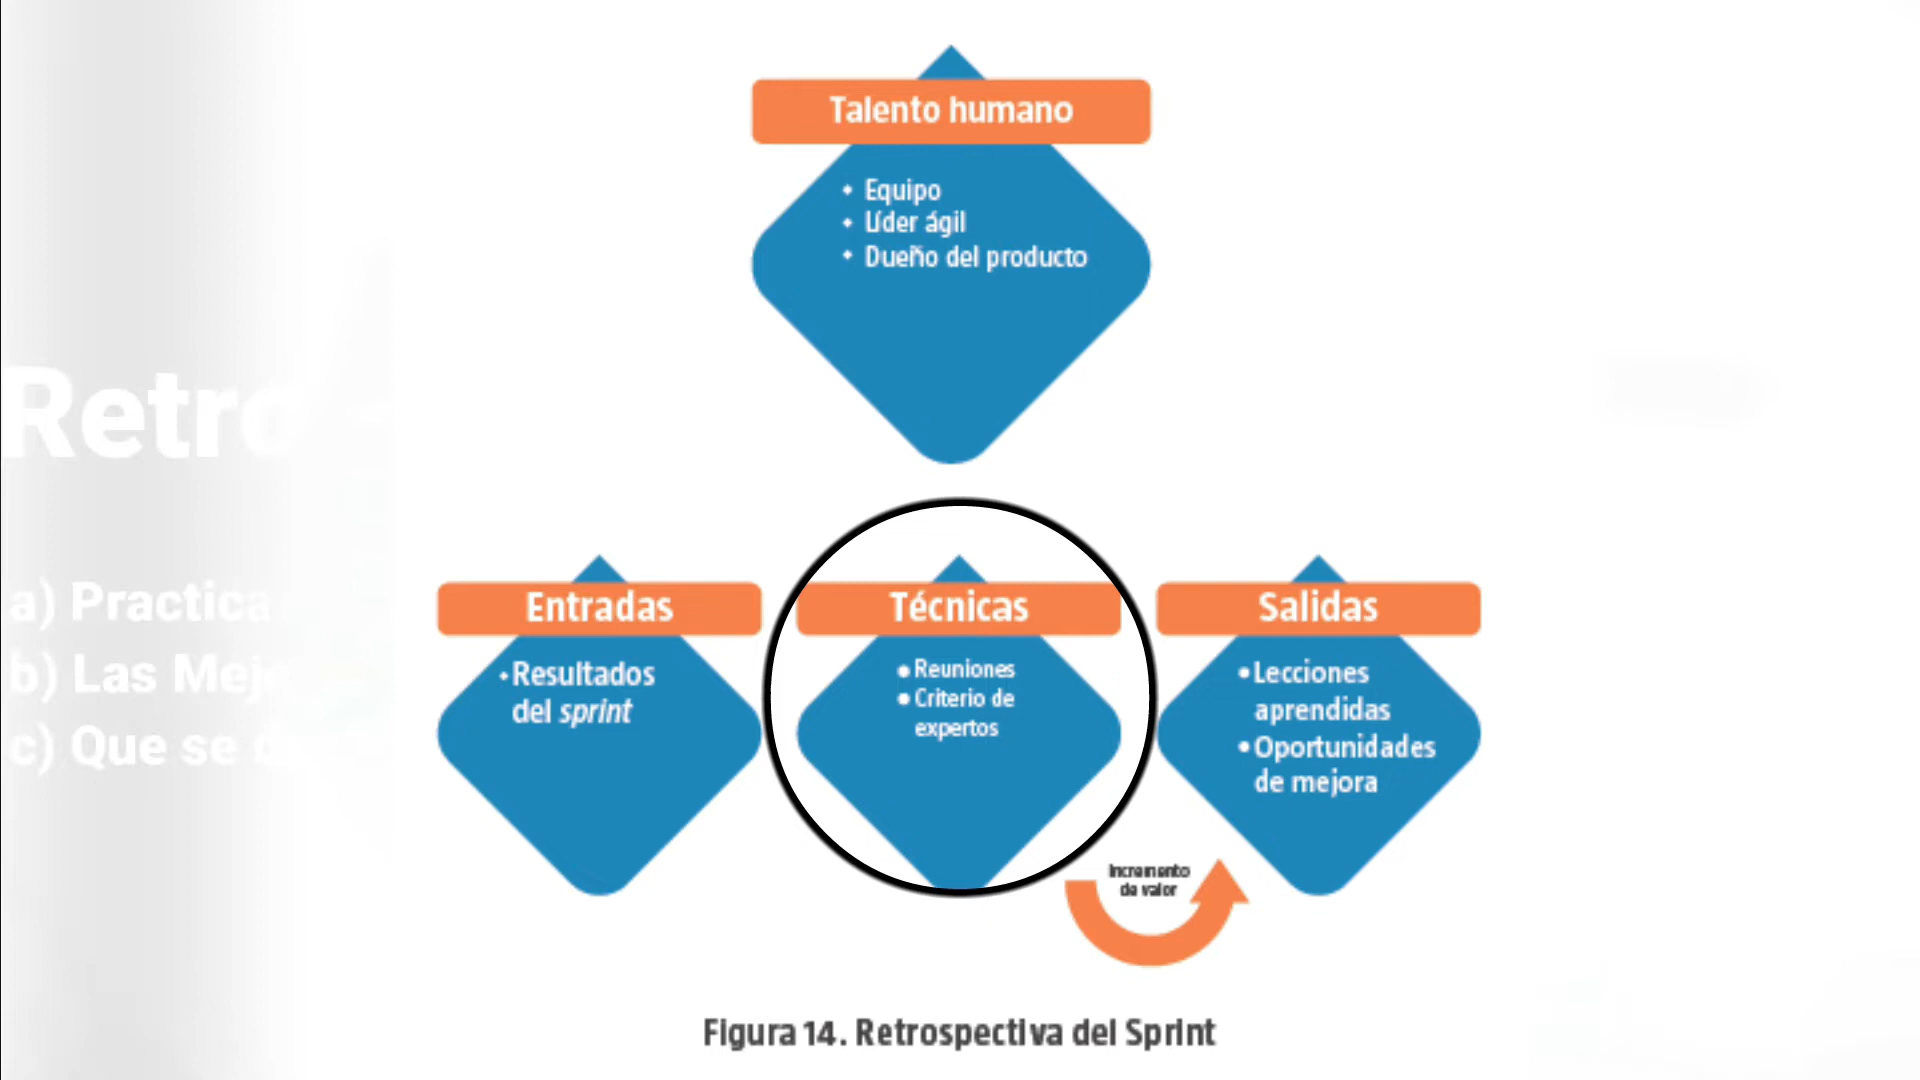 Talento humano
• Equipo
• Líder ágil
• Dueño del producto
Retro
a) Practica
b) Las Mej
c) Que se
Entradas
• Resultados
del sprint
Técnicas
• Reuniones
• Criterio de
expertos
Salidas
• Lecciones
aprendidas
• Oportunidades
de mejora
Incremento
de valor
Figura 14. Retrospectiva del Sprint